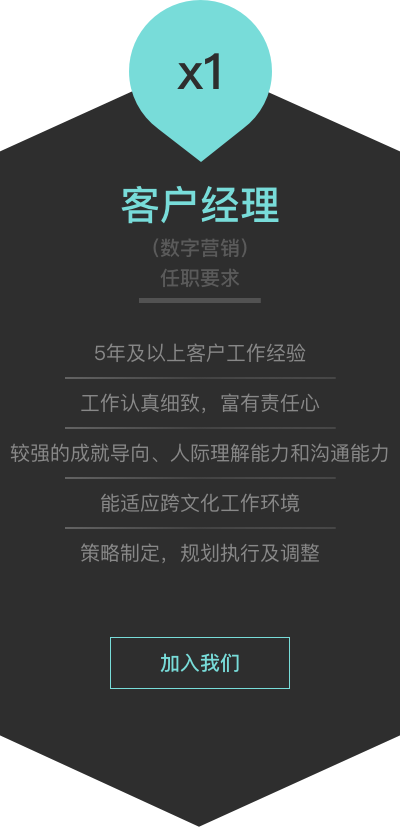 x1
客户经理
（数字营销）
任职要求
5年及以上客户工作经验
工作认真细致，富有责任心
较强的成就导向、人际理解能力和沟通能力
能适应跨文化工作环境
策略制定，规划执行及调整
加入我们